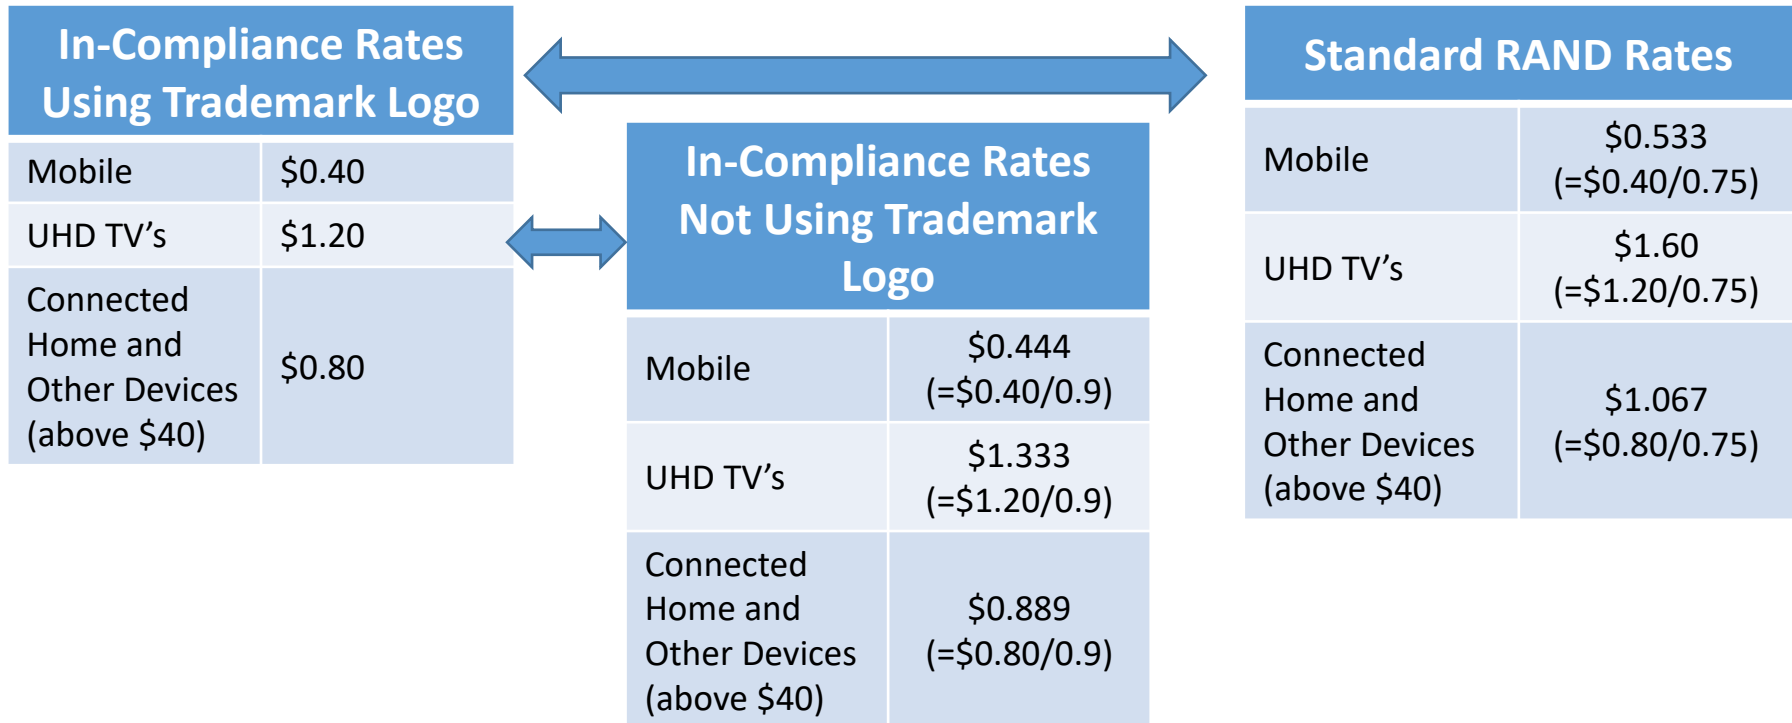 In-Compliance Rates
Using Trademark Logo
Mobile $0.40
UHD TV’s $1.20
Connected
Home and
Other Devices
(above $40)
$0.80
In-Compliance Rates
Not Using Trademark
Logo
Mobile
$0.444
(=$0.40/0.9)
UHD TV’s
$1.333
(=$1.20/0.9)
Connected
Home and
Other Devices
(above $40)
$0.889
(=$0.80/0.9)
Standard RAND Rates
Mobile
$0.533
(=$0.40/0.75)
UHD TV’s
$1.60
(=$1.20/0.75)
Connected
Home and
Other Devices
(above $40)
$1.067
(=$0.80/0.75)